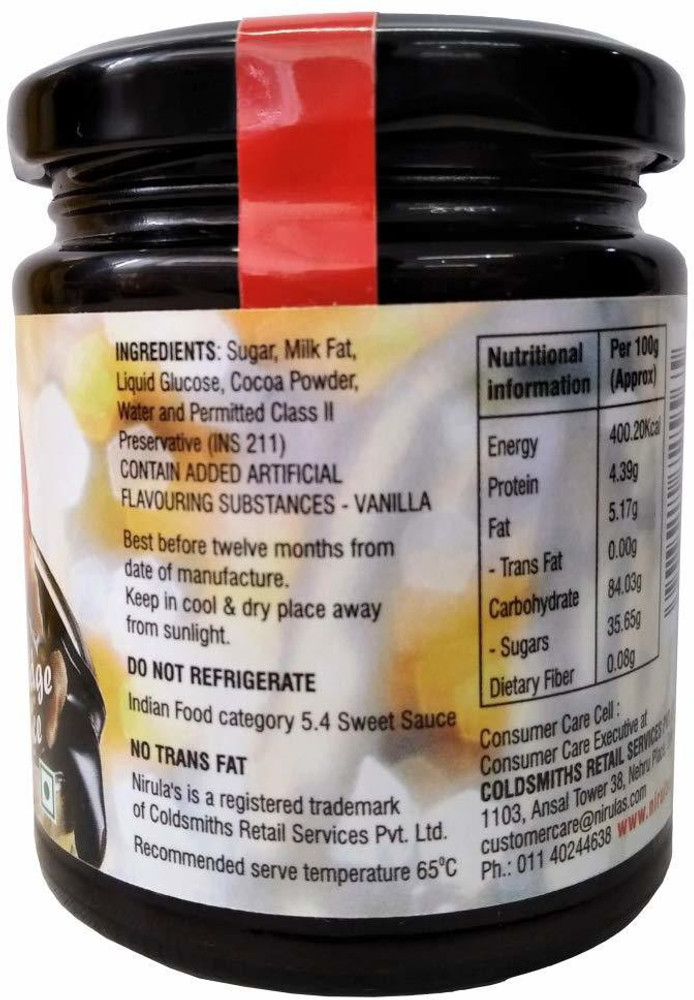 INGREDIENTS: Sugar, Milk Fat,
Liquid Glucose, Cocoa Powder,
Water and Permitted Class II
Preservative (INS 211)
CONTAIN ADDED ARTIFICIAL
FLAVOURING SUBSTANCES - VANILLA
Best before twelve months from
date of manufacture.
Keep in cool & dry place away
from sunlight.
DO NOT REFRIGERATE
Indian Food category 5.4 Sweet Sauce
NO TRANS FAT
Nirula's is a registered trademark
of Coldsmiths Retail Services Pvt. Ltd.
Recommended serve temperature 65°C
Nutritional information Per 100g (Approx)
Energy 400.20Kcal
Protein 4.39g
Fat 5.17g
- Trans Fat 0.00g
Carbohydrate 84.03g
- Sugars 35.65g
Dietary Fiber 0.08g
Consumer Care Cell :
Consumer Care Executive at
COLDSMITHS RETAIL SERVICES
1103, Ansal Tower 38, Nehru
customercare@nirulas.com
Ph.: 011 40244638